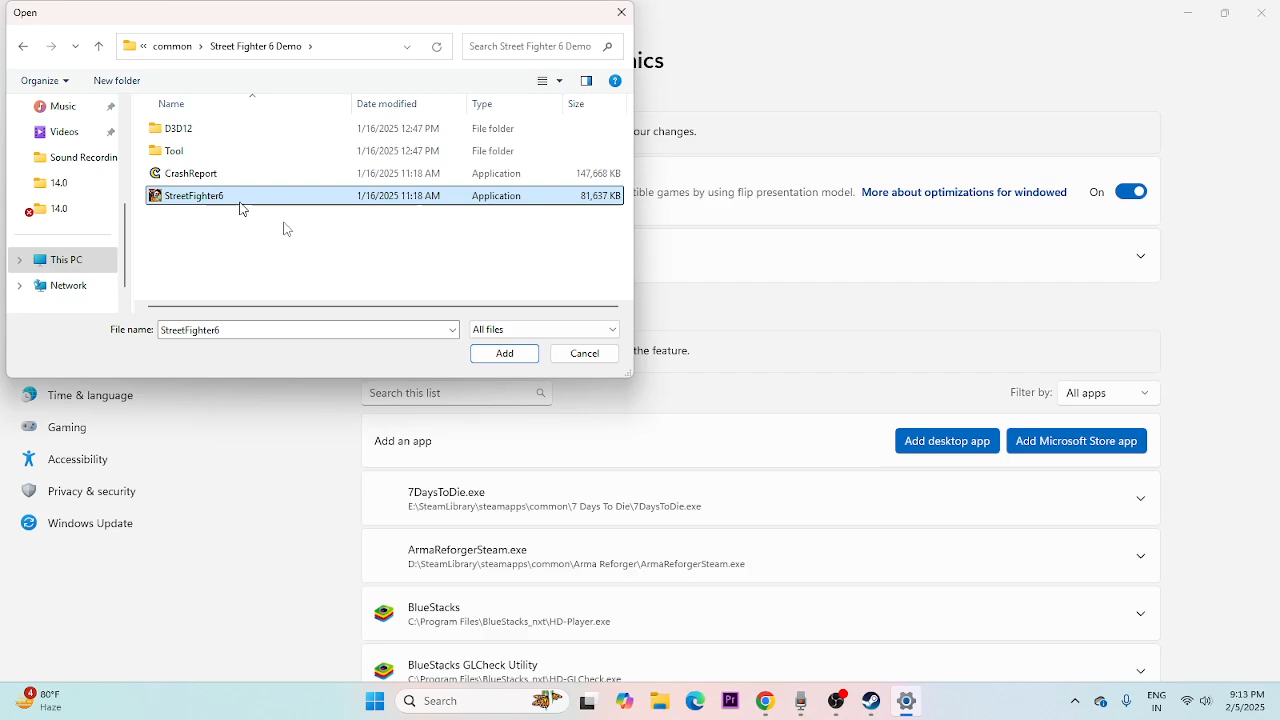 Open
common
Street Fighter 6 Demo
Search Street Fighter 6 Demo
Organize
New folder
Name
Date modified
Type
Size
Music
Videos
Sound Recordin
14.0
14.0
This PC
Network
D3D12 1/16/2025 12:47 PM File folder
Tool 1/16/2025 12:47 PM File folder
CrashReport 1/16/2025 11:18 AM Application 147,668 KB
StreetFighter6 1/16/2025 11:18 AM Application 81,637 KB
File name: StreetFighter6
All files
Add
Cancel
ics
our changes.
tible games by using flip presentation model. More about optimizations for windowed
On
the feature.
Time & language
Gaming
Accessibility
Privacy & security
Windows Update
Search this list
Filter by: All apps
Add an app
Add desktop app
Add Microsoft Store app
7DaysToDie.exe
E:\SteamLibrary\steamapps\common\7 Days To Die\7DaysToDie.exe
ArmaReforgerSteam.exe
D:\SteamLibrary\steamapps\common\Arma Reforger\ArmaReforgerSteam.exe
BlueStacks
C:\Program Files\BlueStacks_nxt\HD-Player.exe
BlueStacks GLCheck Utility
C:\Program Files\BlueStacks_nxt\HD-GLCheck.exe
4
80°F
Haze
Search
Pr
ENG
IN
9:13 PM
2/5/2025